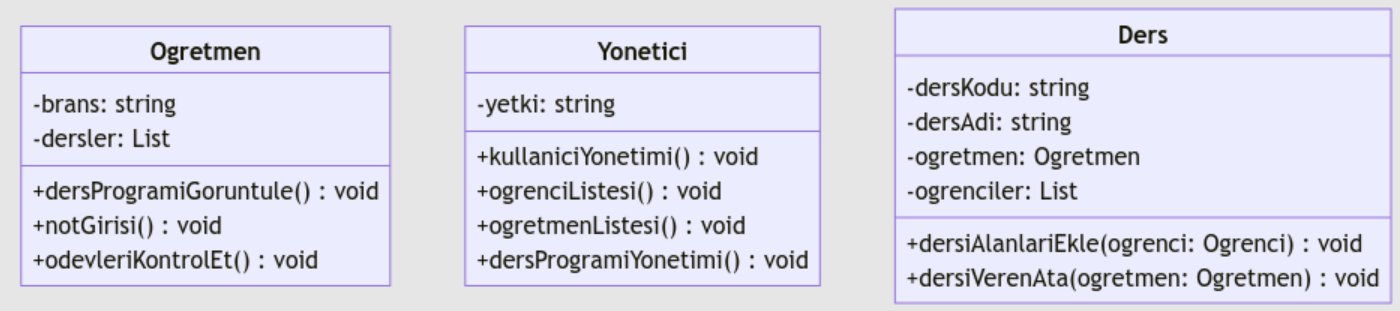 Ogretmen
-brans: string
-dersler: List
+dersProgramiGoruntule() : void
+notGirisi() : void
+odevleriKontrolEt() : void
Yonetici
-yetki: string
+kullaniciYonetimi() : void
+ogrenciListesi() : void
+ogretmenListesi() : void
+dersProgramiYonetimi() : void
Ders
-dersKodu: string
-dersAdi: string
-ogretmen: Ogretmen
-ogrenciler: List
+dersiAlanlariEkle(ogrenci: Ogrenci) : void
+dersiVerenAta(ogretmen: Ogretmen) : void